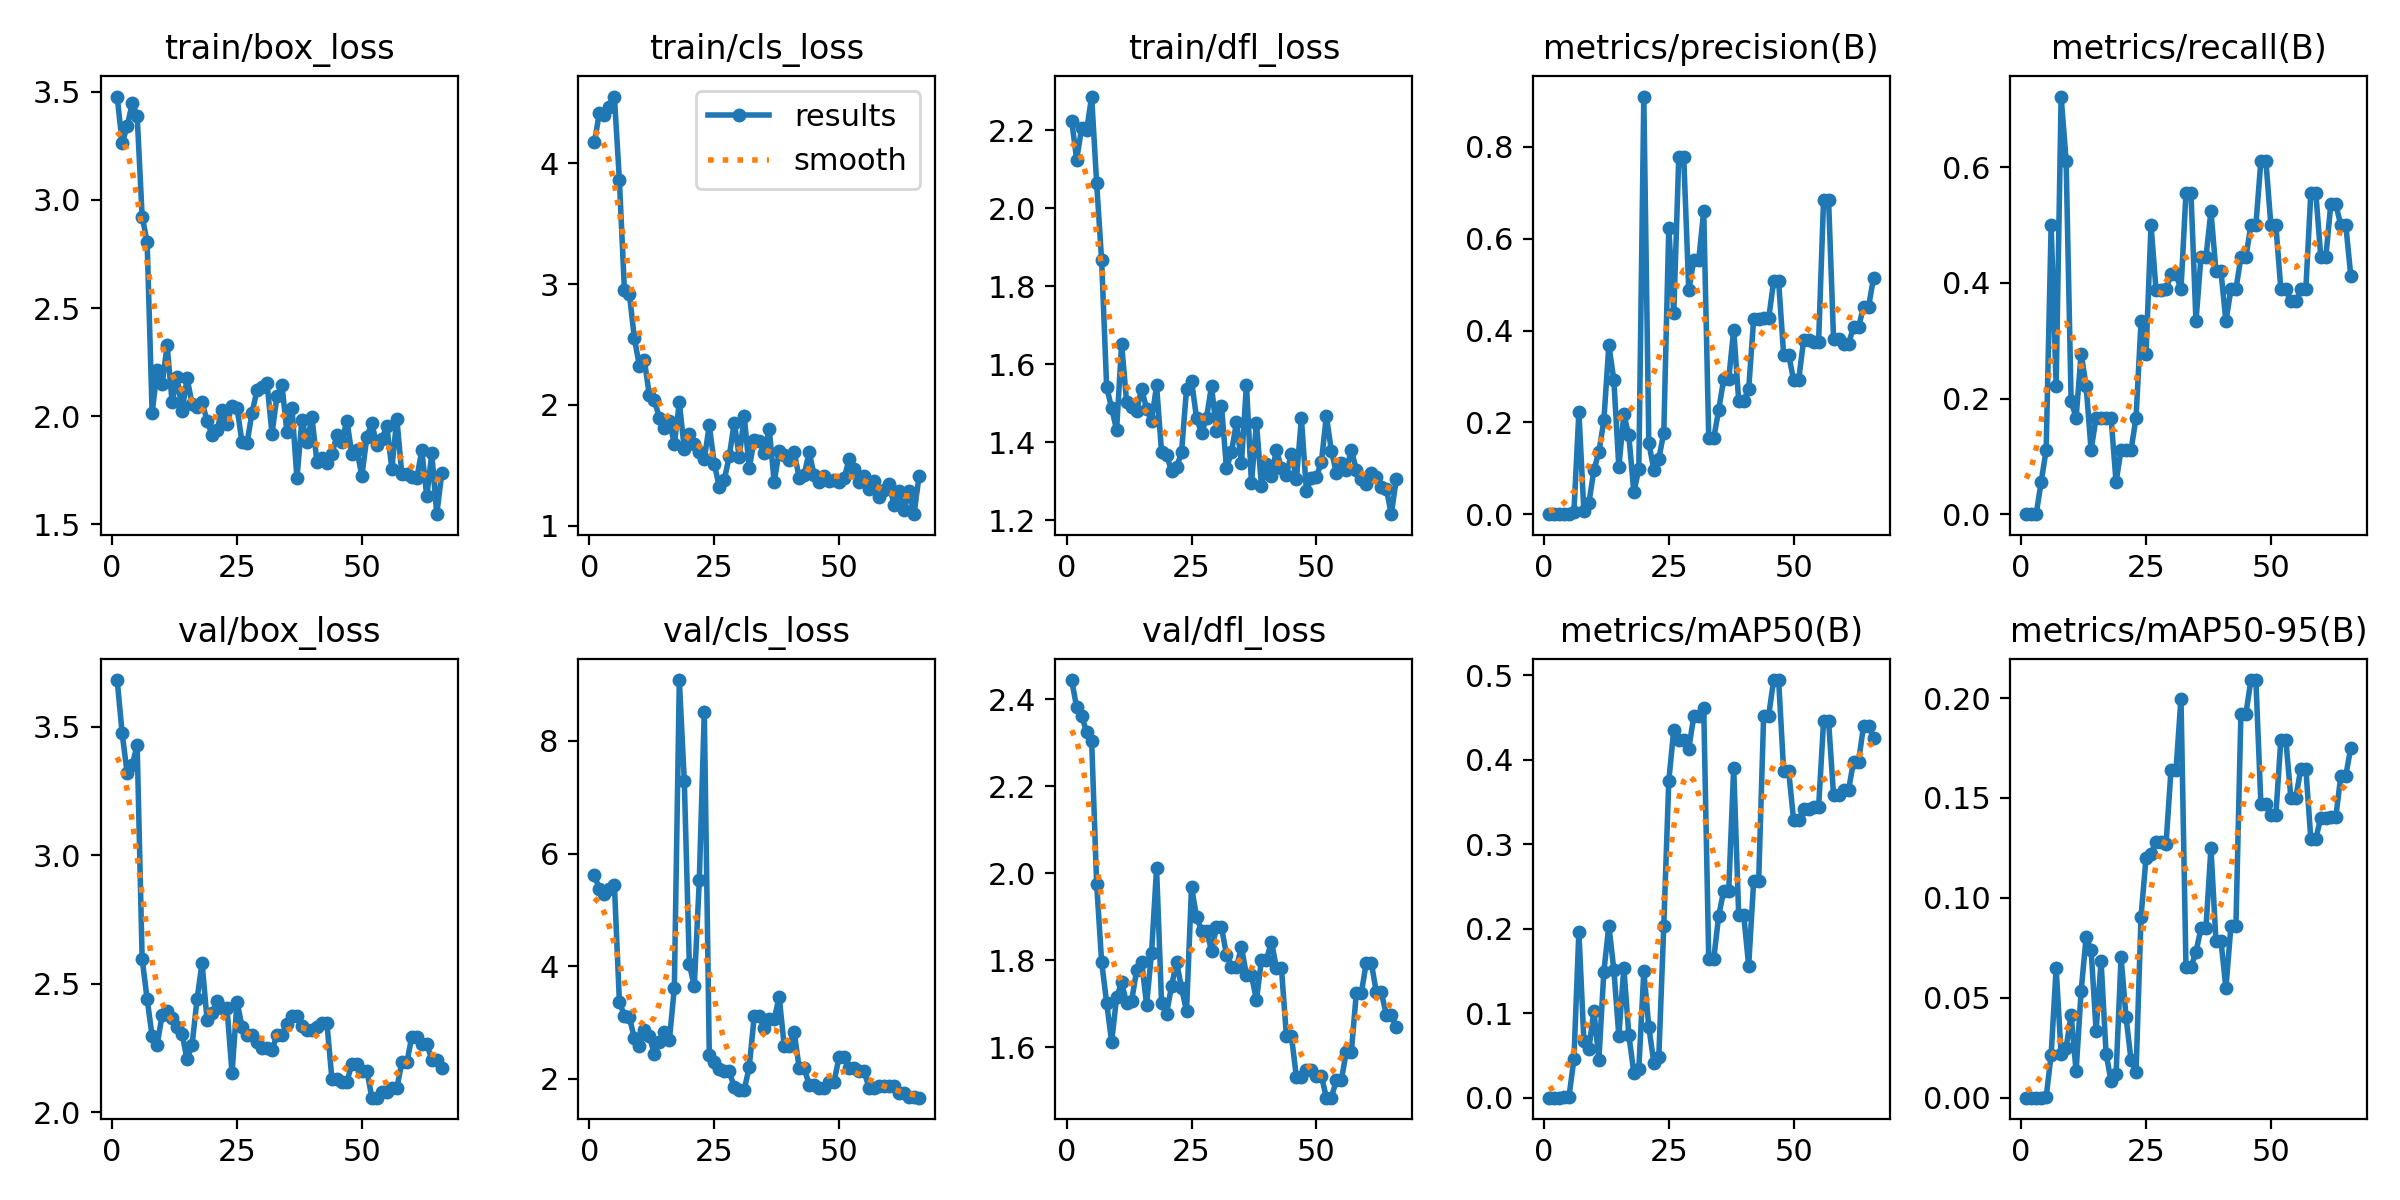 train/box_loss
3.5
3.0
2.5
2.0
1.5
0 25 50
train/cls_loss
results
smooth
4
3
2
1
0 25 50
train/dfl_loss
2.2
2.0
1.8
1.6
1.4
1.2
0 25 50
metrics/precision(B)
0.8
0.6
0.4
0.2
0.0
0 25 50
metrics/recall(B)
0.6
0.4
0.2
0.0
0 25 50
val/box_loss
3.5
3.0
2.5
2.0
0 25 50
val/cls_loss
8
6
4
2
0 25 50
val/dfl_loss
2.4
2.2
2.0
1.8
1.6
0 25 50
metrics/mAP50(B)
0.5
0.4
0.3
0.2
0.1
0.0
0 25 50
metrics/mAP50-95(B)
0.20
0.15
0.10
0.05
0.00
0 25 50